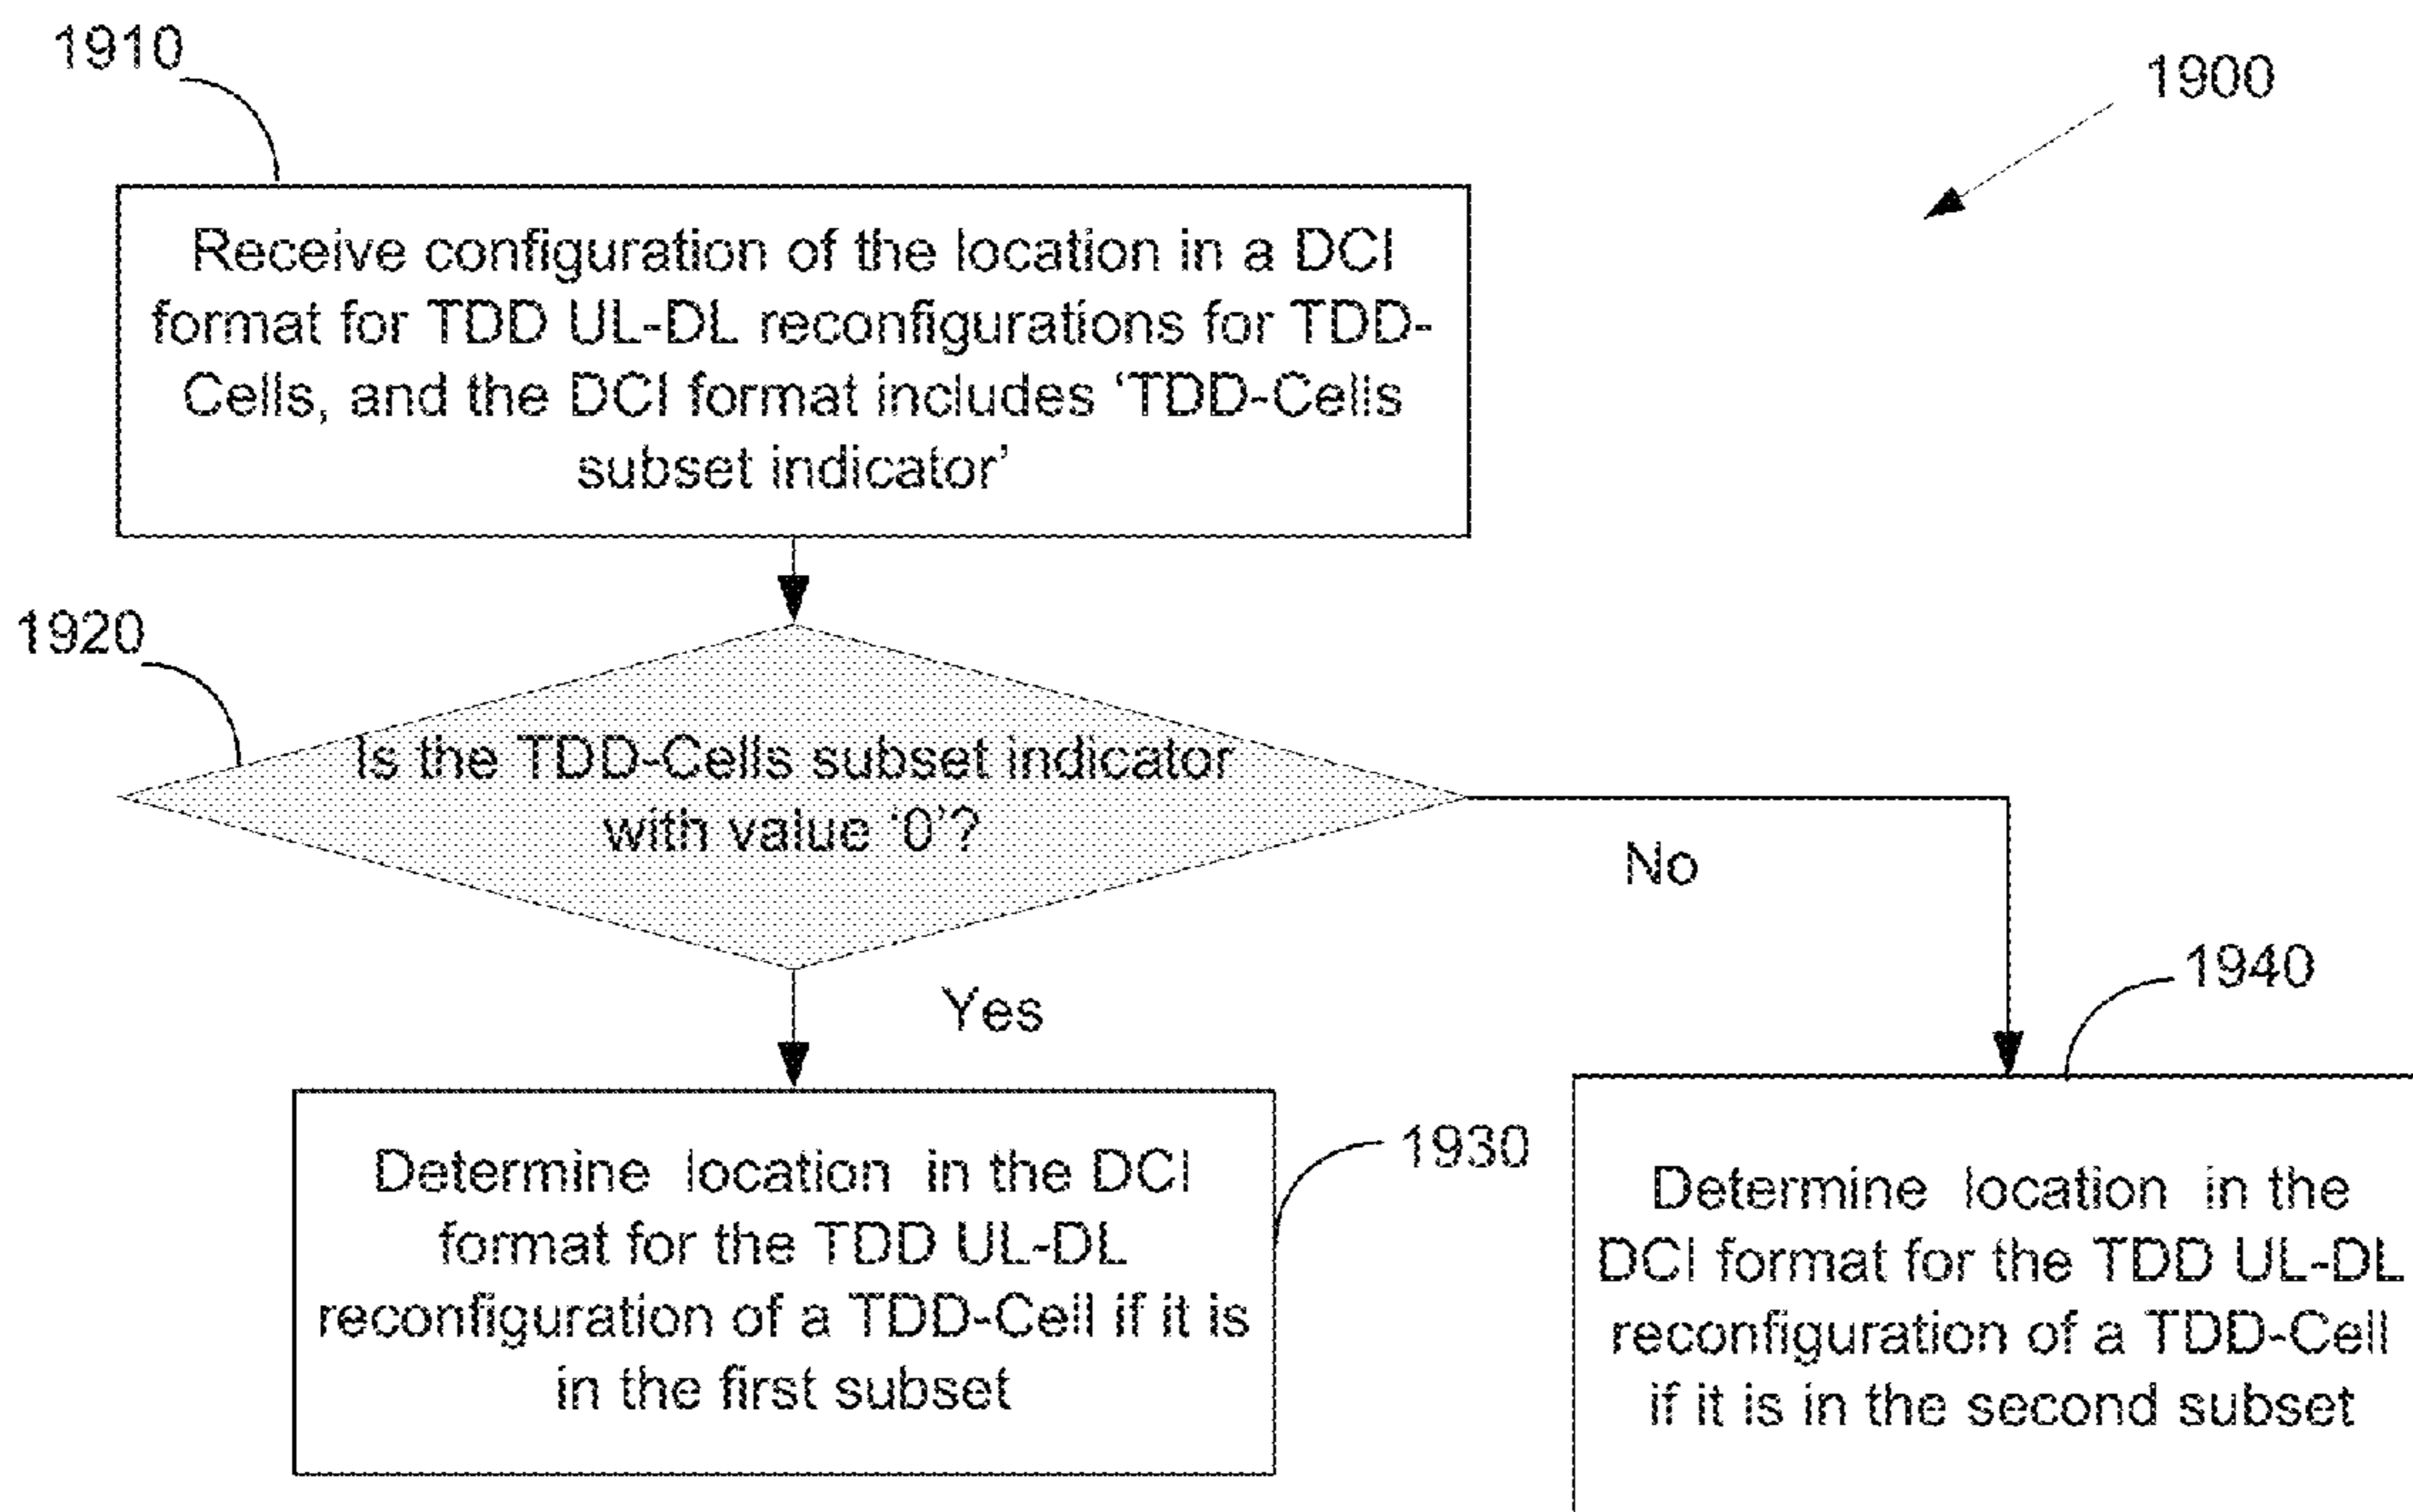 1910
1900
Receive configuration of the location in a DCI
format for TDD UL-DL reconfigurations for TDD-
Cells, and the DCI format includes ‘TDD-Cells
subset indicator’
1920
Is the TDD-Cells subset indicator
with value ‘0’?
No
Yes
1940
1930
Determine location in the DCI
format for the TDD UL-DL
reconfiguration of a TDD-Cell if it is
in the first subset
Determine location in the
DCI format for the TDD UL-DL
reconfiguration of a TDD-Cell
if it is in the second subset